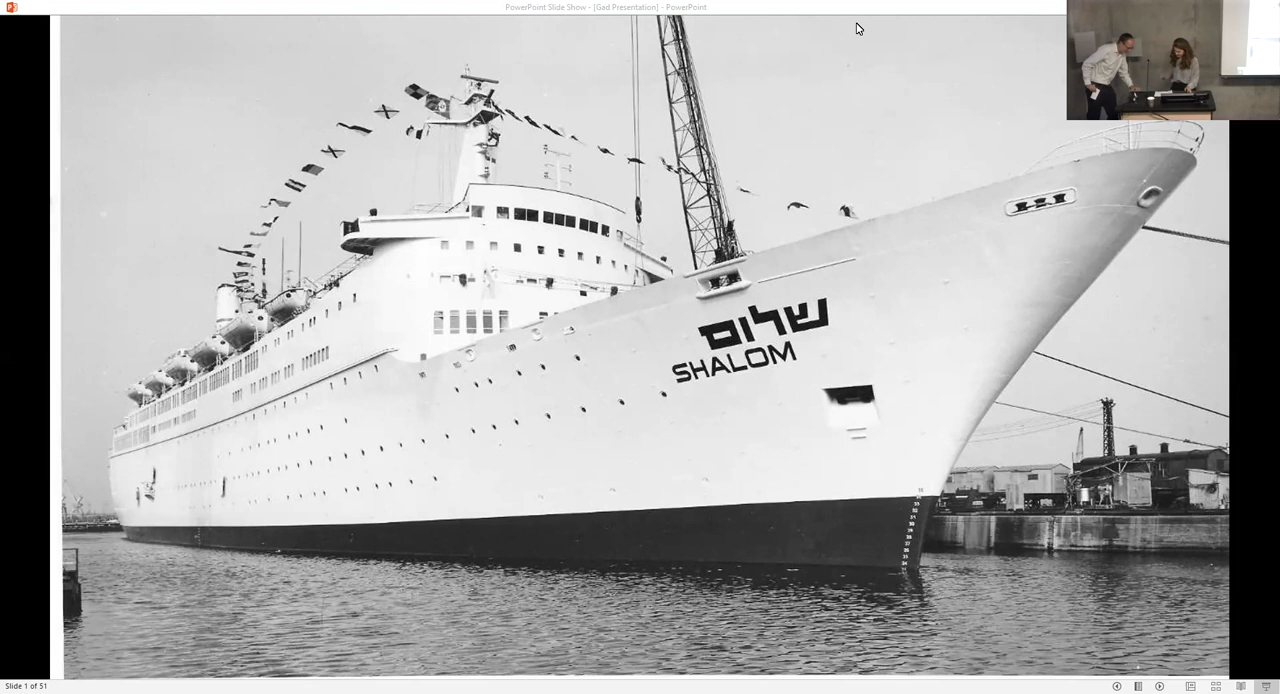 PowerPoint Slide Show - [Gad Presentation] - PowerPoint
שלום
SHALOM
Slide 1 of 51